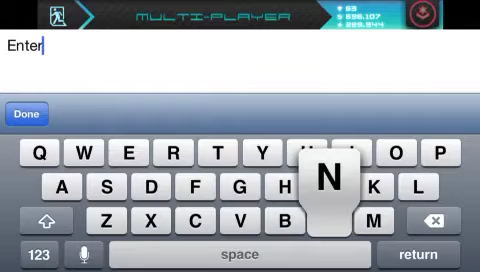 MULTI-PLAYER
Enter
Done
Q W E R T Y O P
A S D F G H K L
Z X C V B N M
123 space return